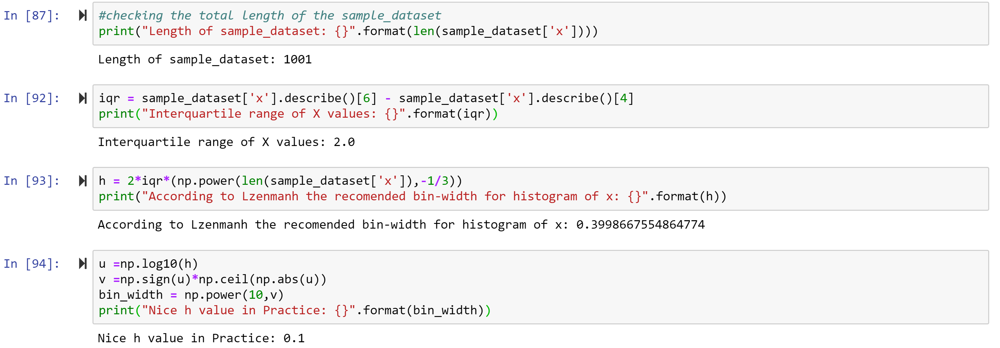 In [87]: #checking the total length of the sample_dataset
print("Length of sample_dataset: {}".format(len(sample_dataset['x'])))
Length of sample_dataset: 1001
In [92]: iqr = sample_dataset['x'].describe()[6] - sample_dataset['x'].describe()[4]
print("Interquartile range of X values: {}".format(iqr))
Interquartile range of X values: 2.0
In [93]: h = 2*iqr*(np.power(len(sample_dataset['x']),-1/3))
print("According to Lzenmanh the recomended bin-width for histogram of x: {}".format(h))
According to Lzenmanh the recomended bin-width for histogram of x: 0.3998667554864774
In [94]: u =np.log10(h)
v =np.sign(u)*np.ceil(np.abs(u))
bin_width = np.power(10,v)
print("Nice h value in Practice: {}".format(bin_width))
Nice h value in Practice: 0.1